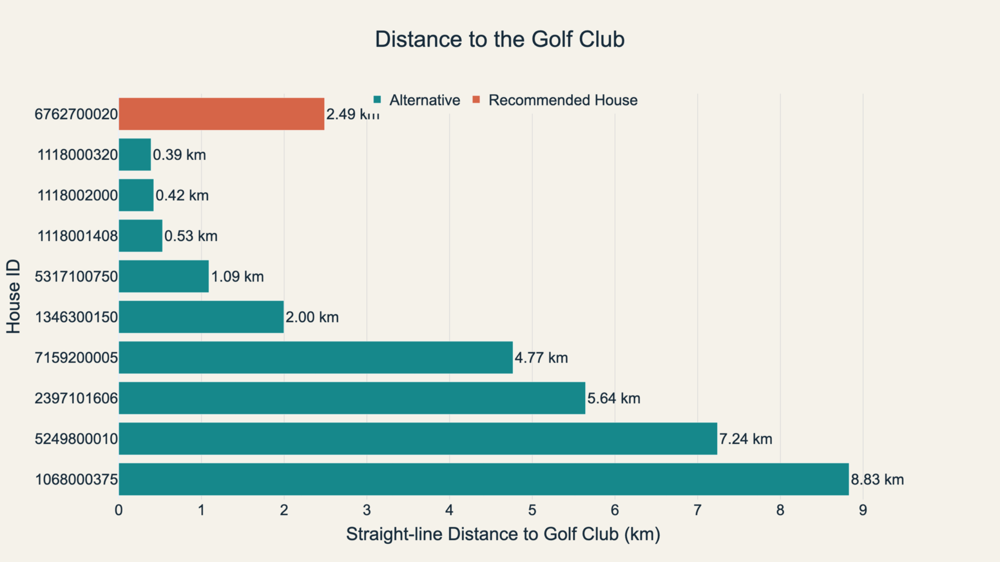 Distance to the Golf Club
Alternative
Recommended House
6762700020
2.49 km
1118000320
0.39 km
1118002000
0.42 km
1118001408
0.53 km
5317100750
1.09 km
1346300150
2.00 km
7159200005
4.77 km
2397101606
5.64 km
5249800010
7.24 km
1068000375
8.83 km
House ID
0 1 2 3 4 5 6 7 8 9
Straight-line Distance to Golf Club (km)